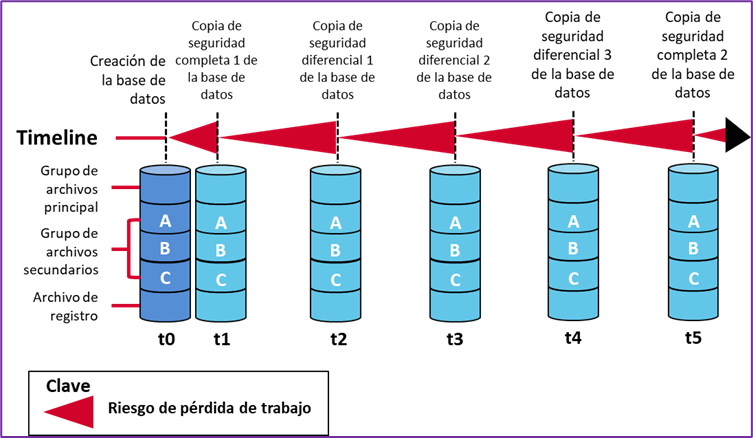 Creación de
la base de
datos
Copia de
seguridad
completa 1 de
la base de
datos
Copia de
seguridad
diferencial 1
de la base de
datos
Copia de
seguridad
diferencial 2
de la base de
datos
Copia de
seguridad
diferencial 3
de la base de
datos
Copia de
seguridad
completa 2
de la base de
datos
Timeline
Grupo de
archivos
principal
Grupo de
archivos
secundarios
Archivo de
registro
A
B
C
A
B
C
A
B
C
A
B
C
A
B
C
A
B
C
t0 t1 t2 t3 t4 t5
Clave
Riesgo de pérdida de trabajo